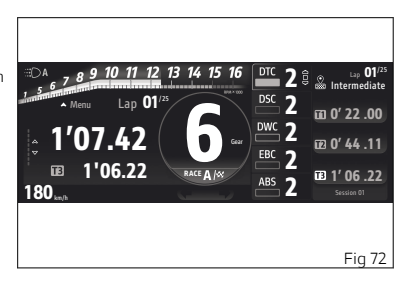 n
A
1 5 6 7 8 9 10 11 12 13 14 15 16
Menu Lap 01/25
1'07.42
T3 1'06.22
180 km/h
6 Gear
RACE A
DTC 2
DSC 2
DWC 2
EBC 2
ABS 2
Lap 01/25
Intermediate
T1 0' 22 .00
T2 0' 44 .11
T3 1' 06 .22
Session 01
Fig 72